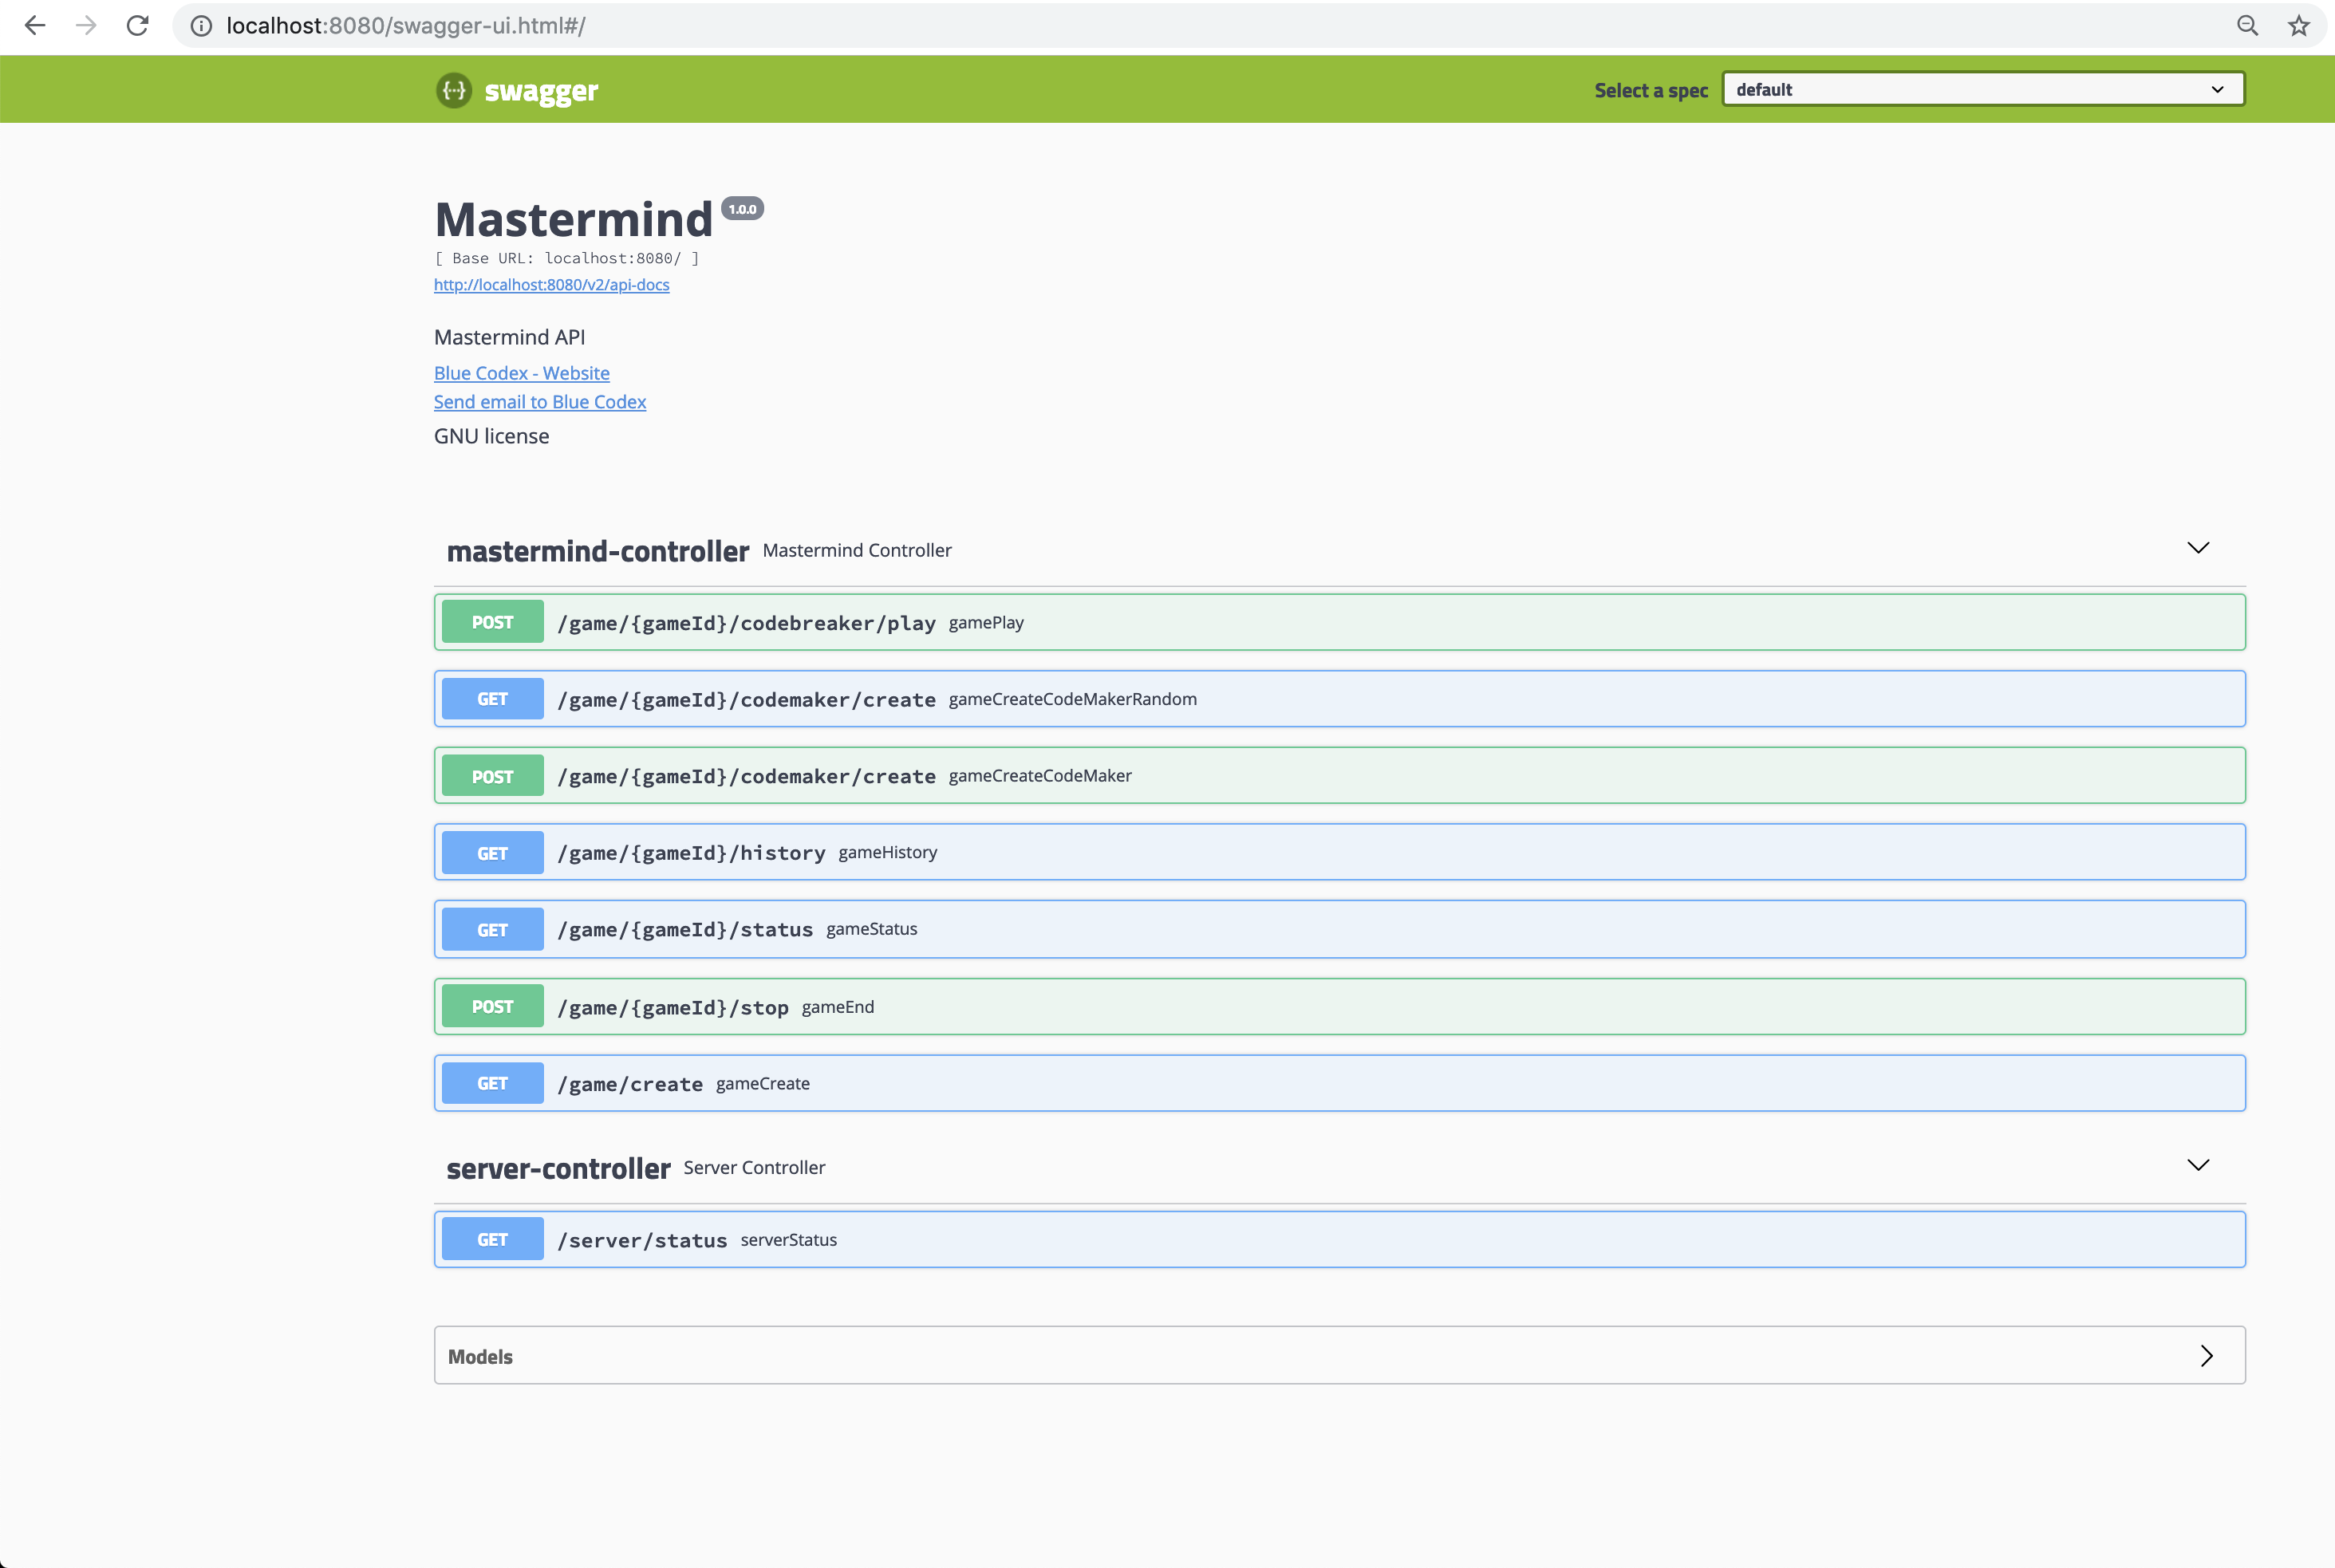 localhost:8080/swagger-ui.html#/
{···} swagger Select a spec default
Mastermind 1.0.0
[ Base URL: localhost:8080/ ]
http://localhost:8080/v2/api-docs
Mastermind API
Blue Codex - Website
Send email to Blue Codex
GNU license
mastermind-controller Mastermind Controller
POST /game/{gameId}/codebreaker/play gamePlay
GET /game/{gameId}/codemaker/create gameCreateCodeMakerRandom
POST /game/{gameId}/codemaker/create gameCreateCodeMaker
GET /game/{gameId}/history gameHistory
GET /game/{gameId}/status gameStatus
POST /game/{gameId}/stop gameEnd
GET /game/create gameCreate
server-controller Server Controller
GET /server/status serverStatus
Models